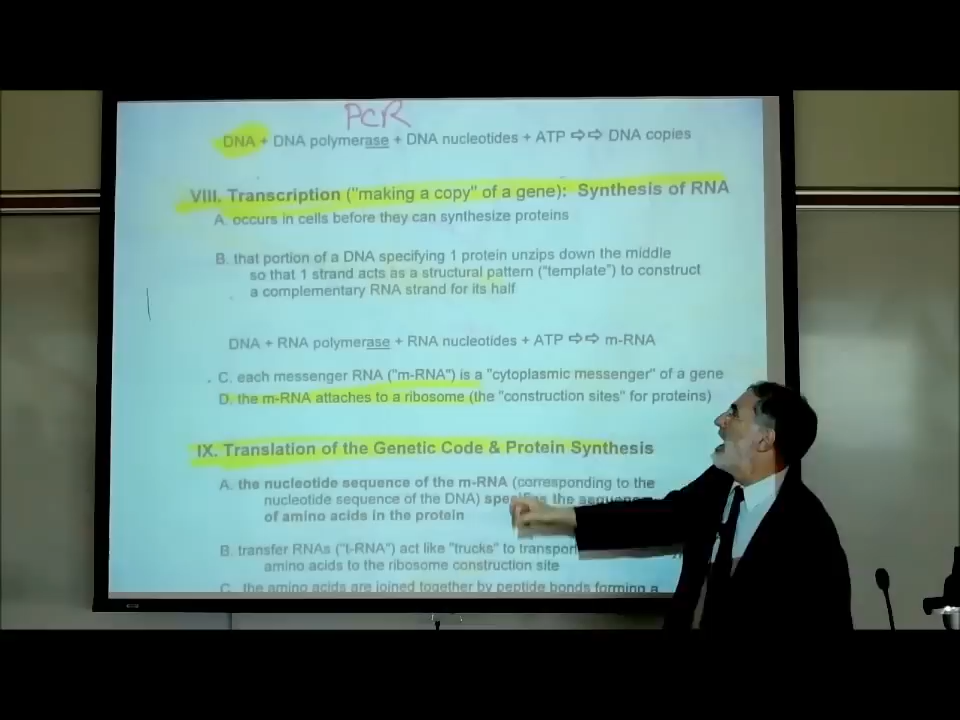 PCR
DNA + DNA polymerase + DNA nucleotides + ATP ⇨⇨ DNA copies
VIII. Transcription ("making a copy" of a gene): Synthesis of RNA
A. occurs in cells before they can synthesize proteins
B. that portion of a DNA specifying 1 protein unzips down the middle
so that 1 strand acts as a structural pattern ("template") to construct
a complementary RNA strand for its half
DNA + RNA polymerase + RNA nucleotides + ATP ⇨⇨ m-RNA
C. each messenger RNA ("m-RNA") is a "cytoplasmic messenger" of a gene
D. the m-RNA attaches to a ribosome (the "construction sites" for proteins)
IX. Translation of the Genetic Code & Protein Synthesis
A. the nucleotide sequence of the m-RNA (corresponding to the
nucleotide sequence of the DNA) specifies the sequence
of amino acids in the protein
B. transfer RNAs ("t-RNA") act like "trucks" to transport
amino acids to the ribosome construction site
C. the amino acids are joined together by peptide bonds forming a